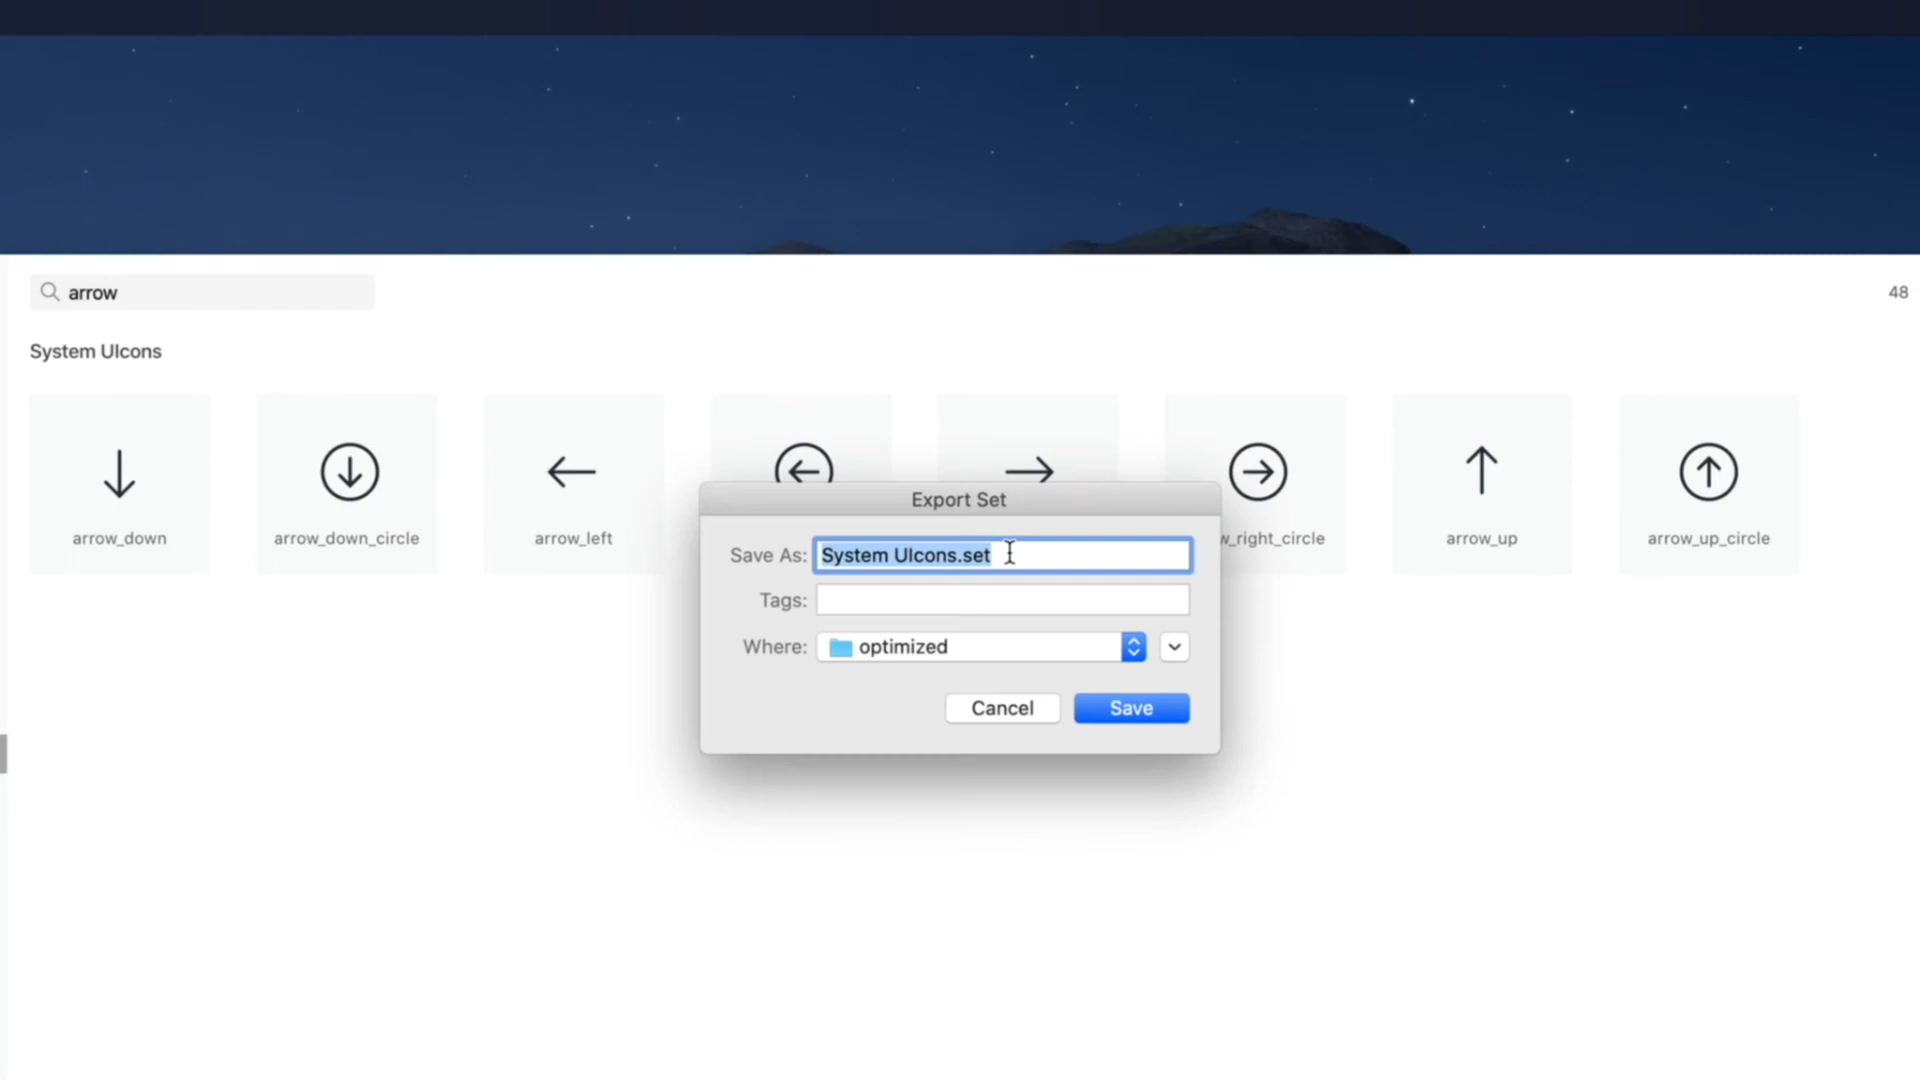 arrow
48
System UIcons
Export Set
Save As: System UIcons.set
Tags:
Where: optimized
Cancel Save
arrow_down arrow_down_circle arrow_left w_right_circle arrow_up arrow_up_circle